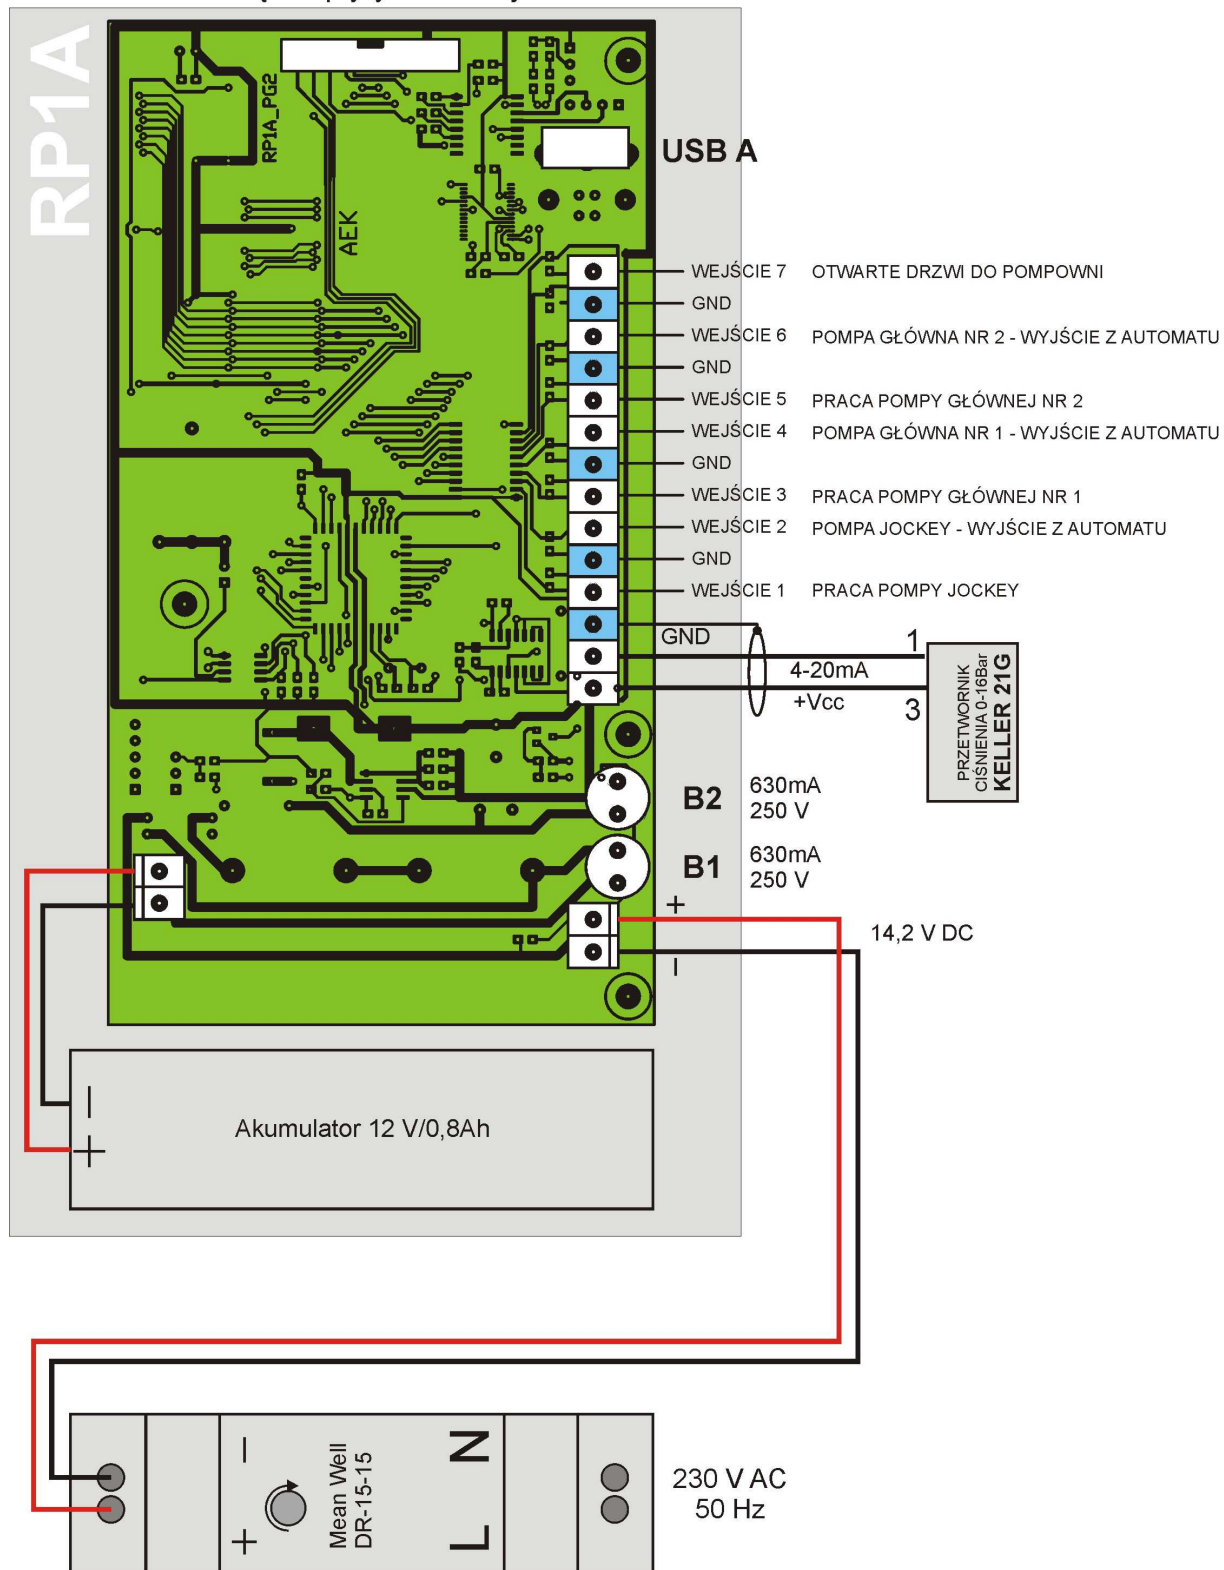 RP1A
RP1A_PG2
AEK
USB A
WEJŚCIE 7 OTWARTE DRZWI DO POMPOWNI
GND
WEJŚCIE 6 POMPA GŁÓWNA NR 2 - WYJŚCIE Z AUTOMATU
GND
WEJŚCIE 5 PRACA POMPY GŁÓWNEJ NR 2
WEJŚCIE 4 POMPA GŁÓWNA NR 1 - WYJŚCIE Z AUTOMATU
GND
WEJŚCIE 3 PRACA POMPY GŁÓWNEJ NR 1
WEJŚCIE 2 POMPA JOCKEY - WYJŚCIE Z AUTOMATU
GND
WEJŚCIE 1 PRACA POMPY JOCKEY
GND
1
4-20mA
+Vcc
3
PRZETWORNIK
CIŚNIENIA 0-16Bar
KELLER 21G
B2 630mA
250 V
B1 630mA
250 V
+
14,2 V DC
–
–
Akumulator 12 V/0,8Ah
+
–
+
Mean Well
DR-15-15
N
L
230 V AC
50 Hz